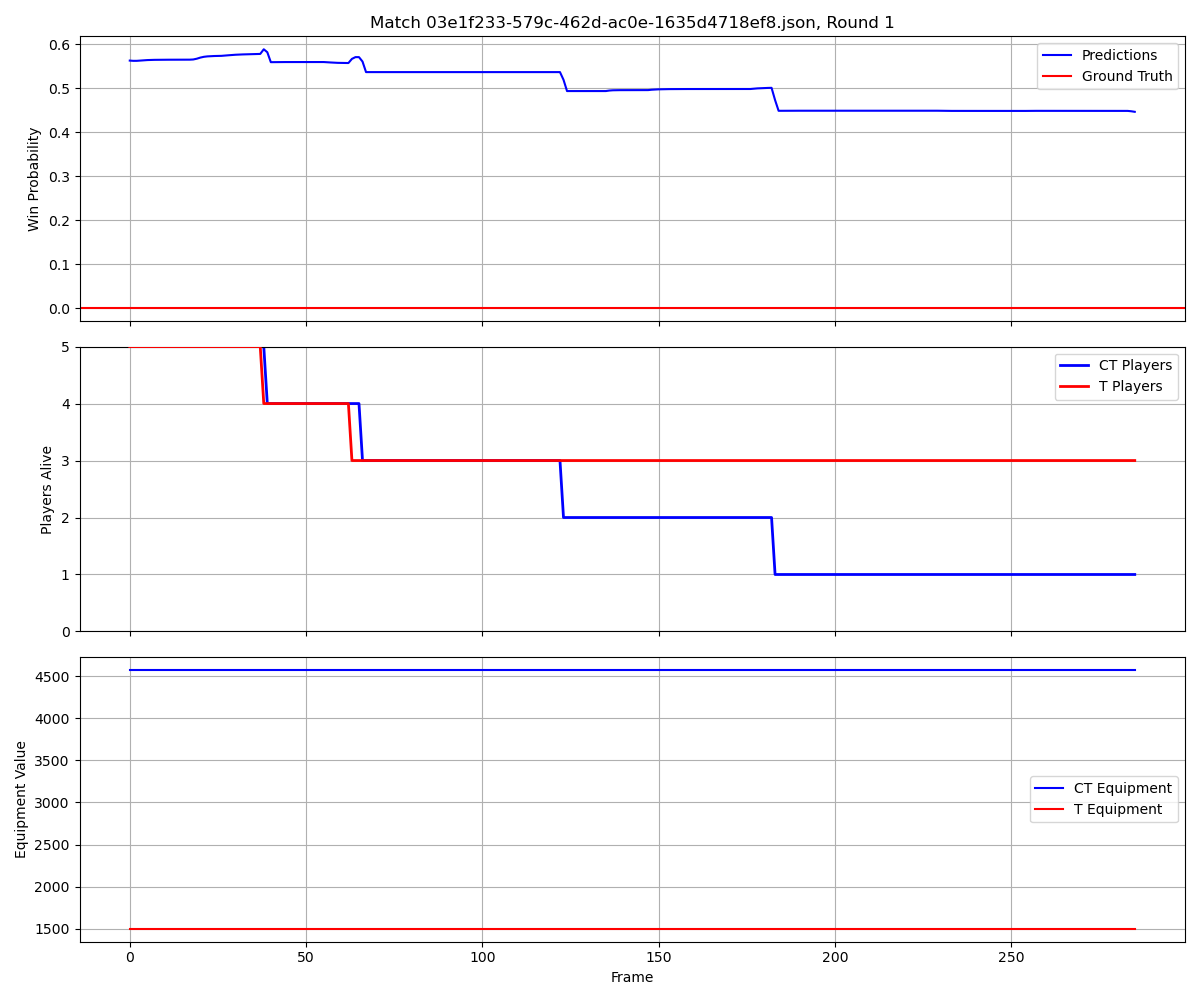 Match 03e1f233-579c-462d-ac0e-1635d4718ef8.json, Round 1
Win Probability
0.6
0.5
0.4
0.3
0.2
0.1
0.0
Predictions
Ground Truth
Players Alive
5
4
3
2
1
0
CT Players
T Players
Equipment Value
4500
4000
3500
3000
2500
2000
1500
CT Equipment
T Equipment
0
50
100
150
200
250
Frame